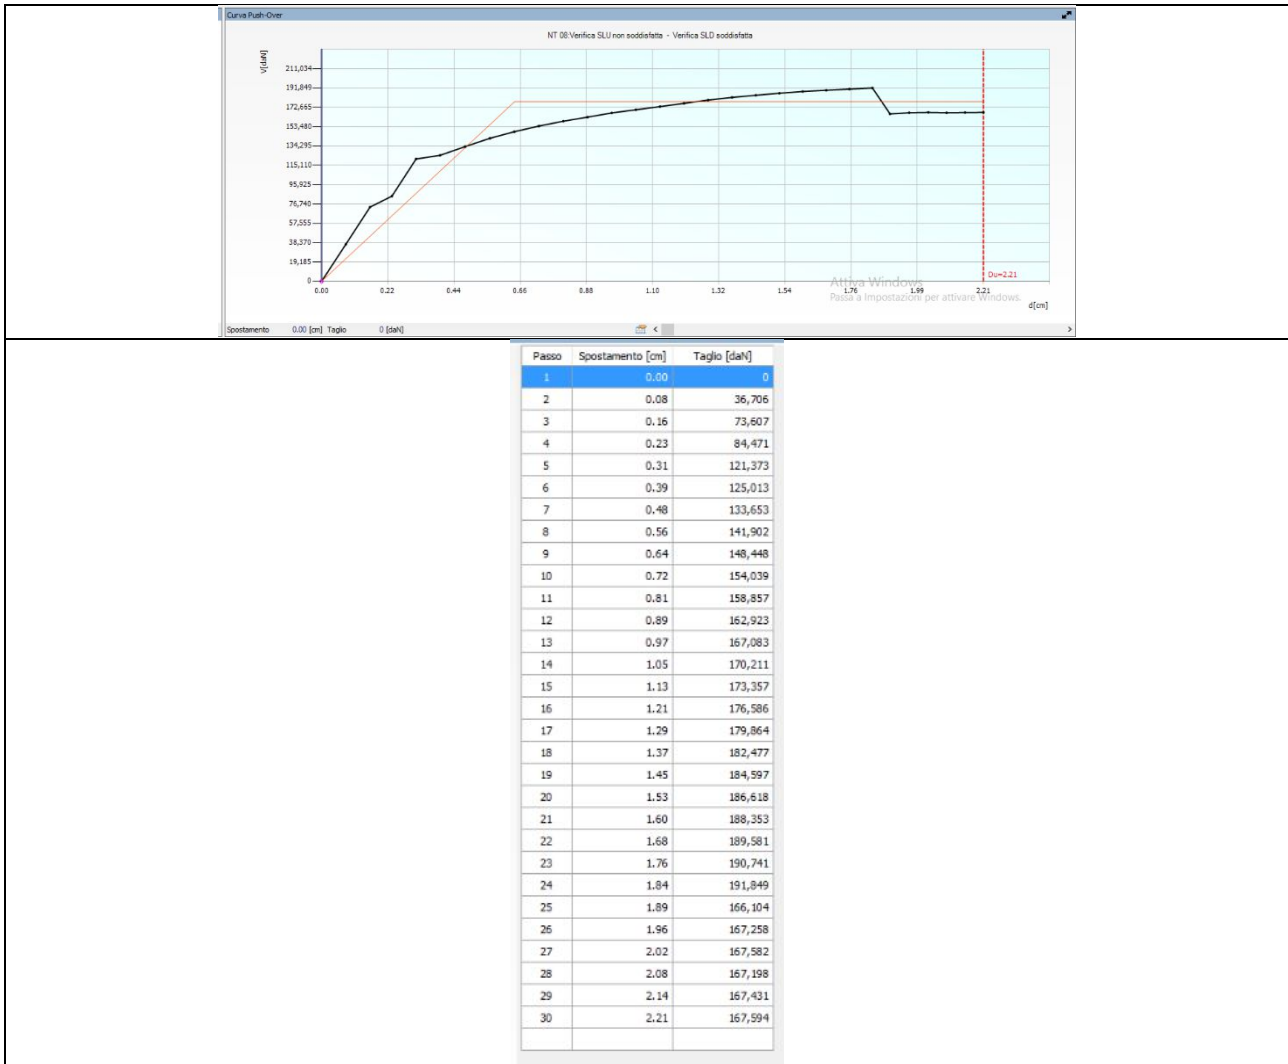 Curva Push-Over
NT 08:Verifica SLU non soddisfatta - Verifica SLD soddisfatta
V[daN]
211,034
191,849
172,665
153,480
134,295
115,110
95,925
76,740
57,555
38,370
19,185
0
Du=2.21
0.00 0.22 0.44 0.66 0.88 1.10 1.32 1.54 1.76 1.99 2.21
d[cm]
Attiva Windows
Passa a Impostazioni per attivare Windows.
Spostamento 0.00 [cm] Taglio 0 [daN]
Passo Spostamento [cm] Taglio [daN]
1 0.00 0
2 0.08 36,706
3 0.16 73,607
4 0.23 84,471
5 0.31 121,373
6 0.39 125,013
7 0.48 133,653
8 0.56 141,902
9 0.64 148,448
10 0.72 154,039
11 0.81 158,857
12 0.89 162,923
13 0.97 167,083
14 1.05 170,211
15 1.13 173,357
16 1.21 176,586
17 1.29 179,864
18 1.37 182,477
19 1.45 184,597
20 1.53 186,618
21 1.60 188,353
22 1.68 189,581
23 1.76 190,741
24 1.84 191,849
25 1.89 166,104
26 1.96 167,258
27 2.02 167,582
28 2.08 167,198
29 2.14 167,431
30 2.21 167,594